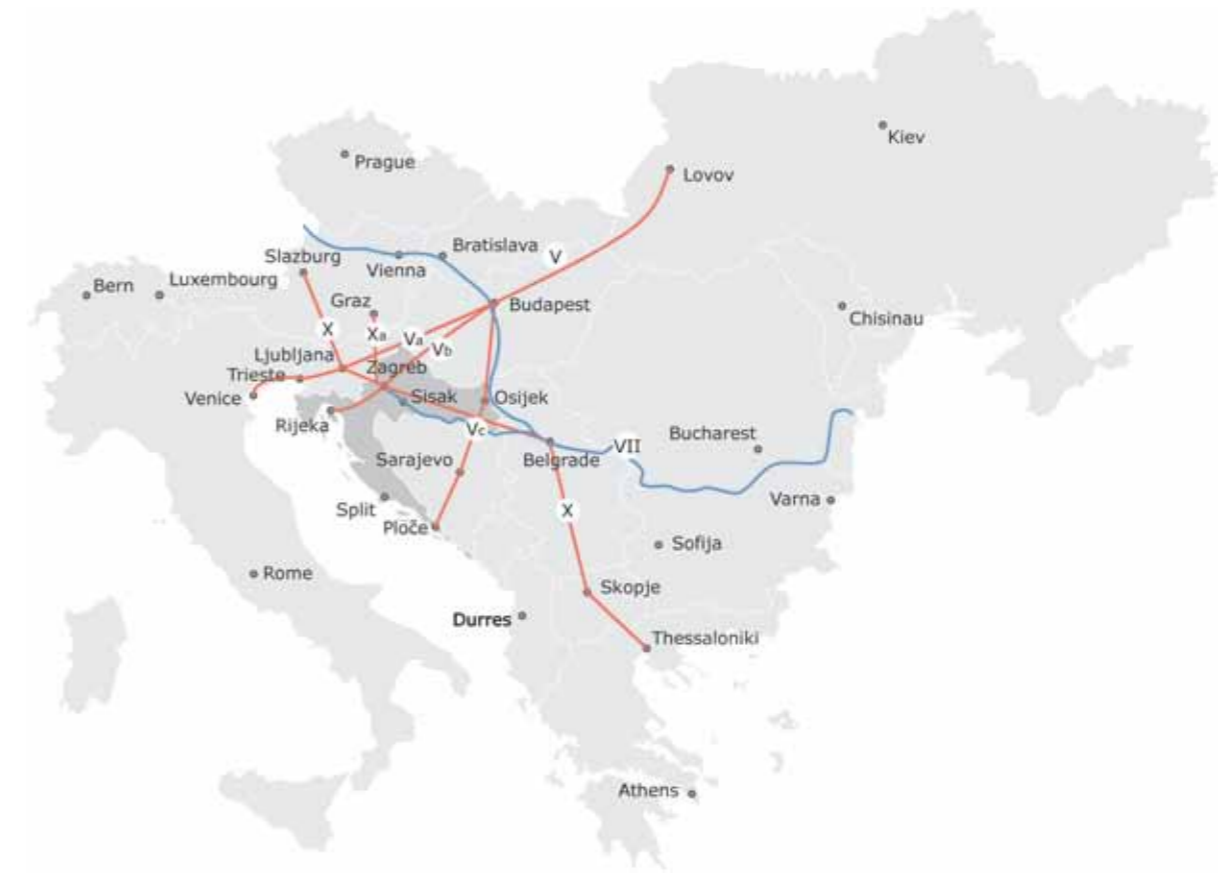 Kiev
Prague
Lovov
Bratislava
V
Slazburg
Vienna
Bern
Luxembourg
Graz
Budapest
Chisinau
X
Xa
Va
Vb
Ljubljana
Trieste
Zagreb
Venice
Sisak
Osijek
Rijeka
Vc
Bucharest
VII
Sarajevo
Belgrade
Varna
Split
X
Ploče
Sofija
Rome
Skopje
Durres
Thessaloniki
Athens